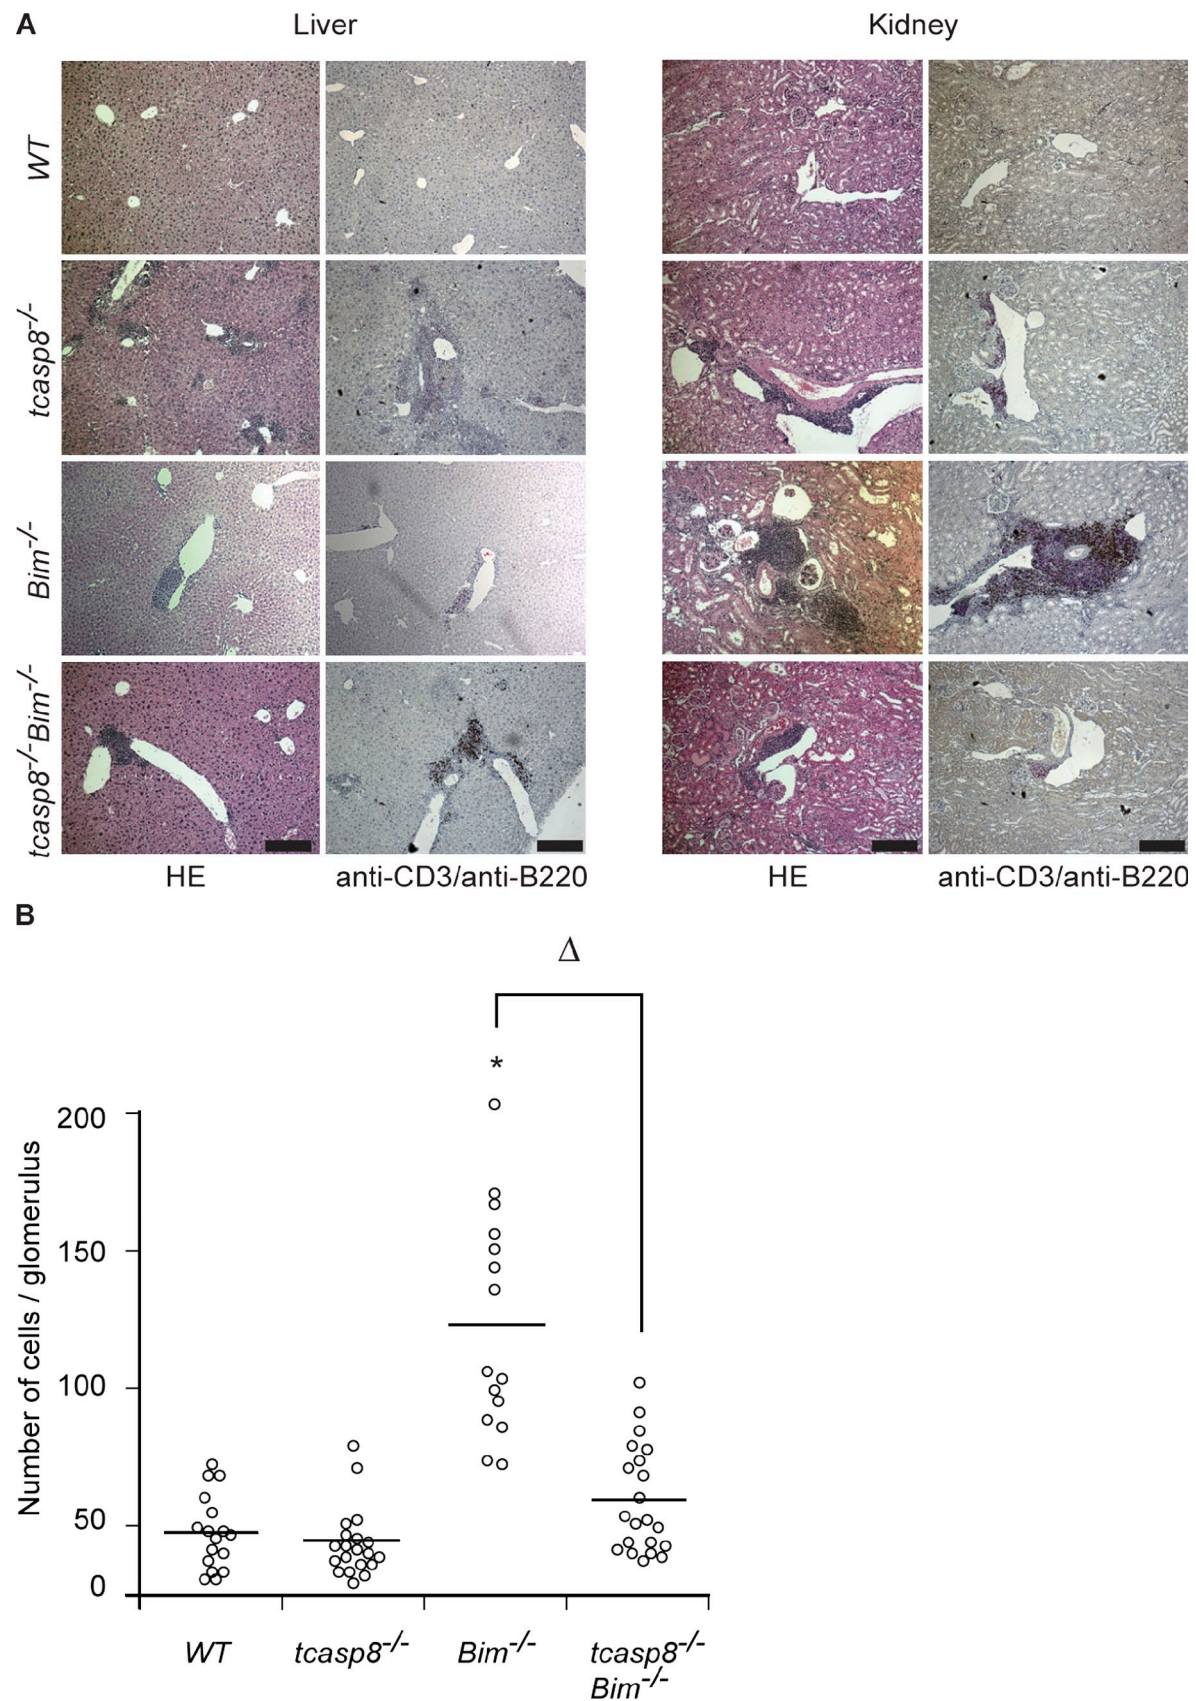 A
Liver
Kidney
WT
tcasp8-/-
Bim-/-
tcasp8-/-Bim-/-
HE
anti-CD3/anti-B220
HE
anti-CD3/anti-B220
B
Δ
*
Number of cells / glomerulus
200
150
100
50
0
WT
tcasp8-/-
Bim-/-
tcasp8-/-
Bim-/-